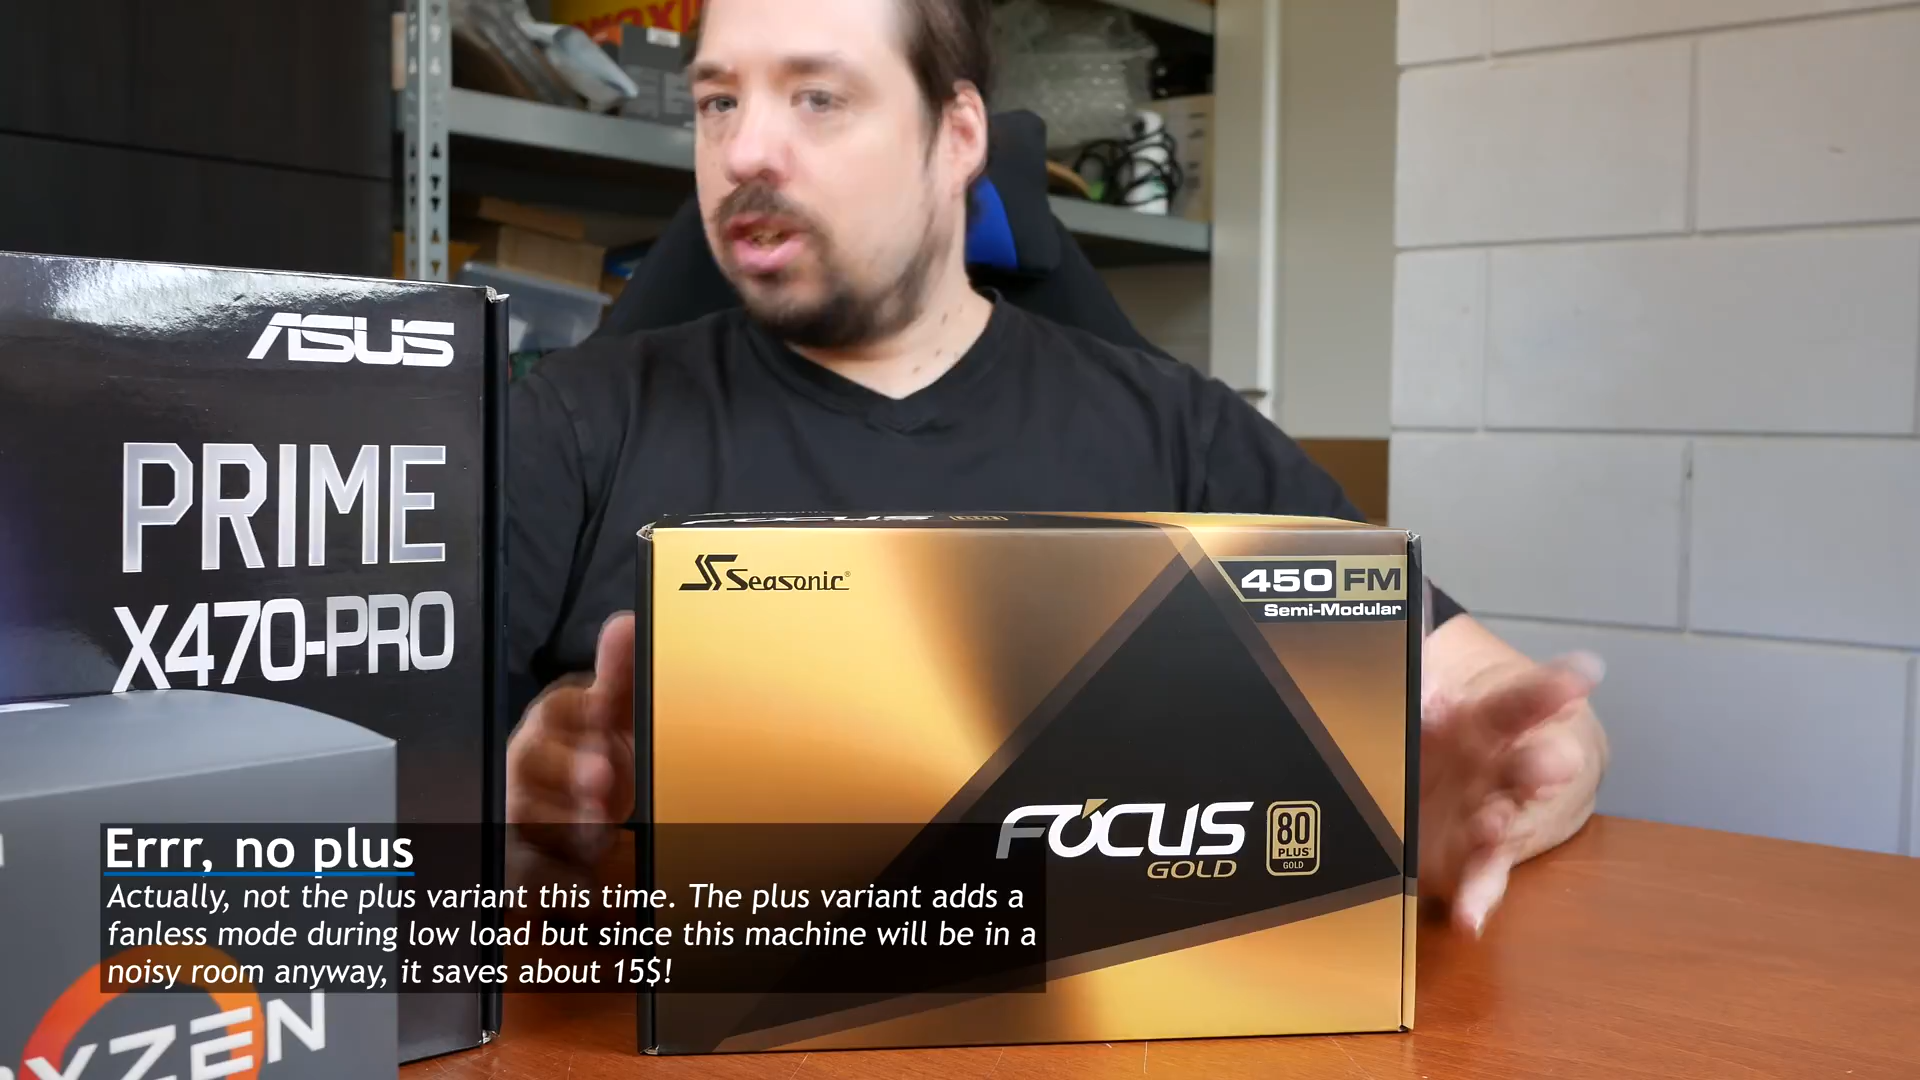 ASUS
PRIME
X470-PRO
FOCUS
Seasonic®
450 FM
Semi-Modular
FOCUS
GOLD
80
PLUS
GOLD
Errr, no plus
Actually, not the plus variant this time. The plus variant adds a
fanless mode during low load but since this machine will be in a
noisy room anyway, it saves about 15$!
YZEN